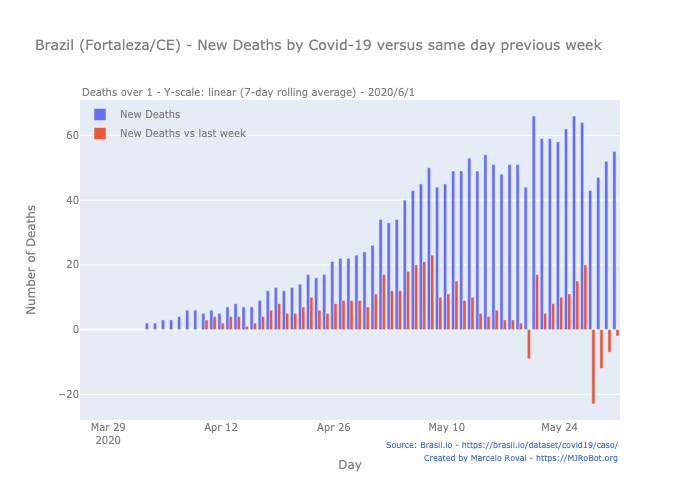 Brazil (Fortaleza/CE) - New Deaths by Covid-19 versus same day previous week
Deaths over 1 - Y-scale: linear (7-day rolling average) - 2020/6/1
New Deaths
New Deaths vs last week
60
40
20
0
−20
Number of Deaths
Mar 29
2020
Apr 12
Apr 26
May 10
May 24
Day
Source: Brasil.io - https://brasil.io/dataset/covid19/caso/
Created by Marcelo Rovai - https://MJRoBot.org